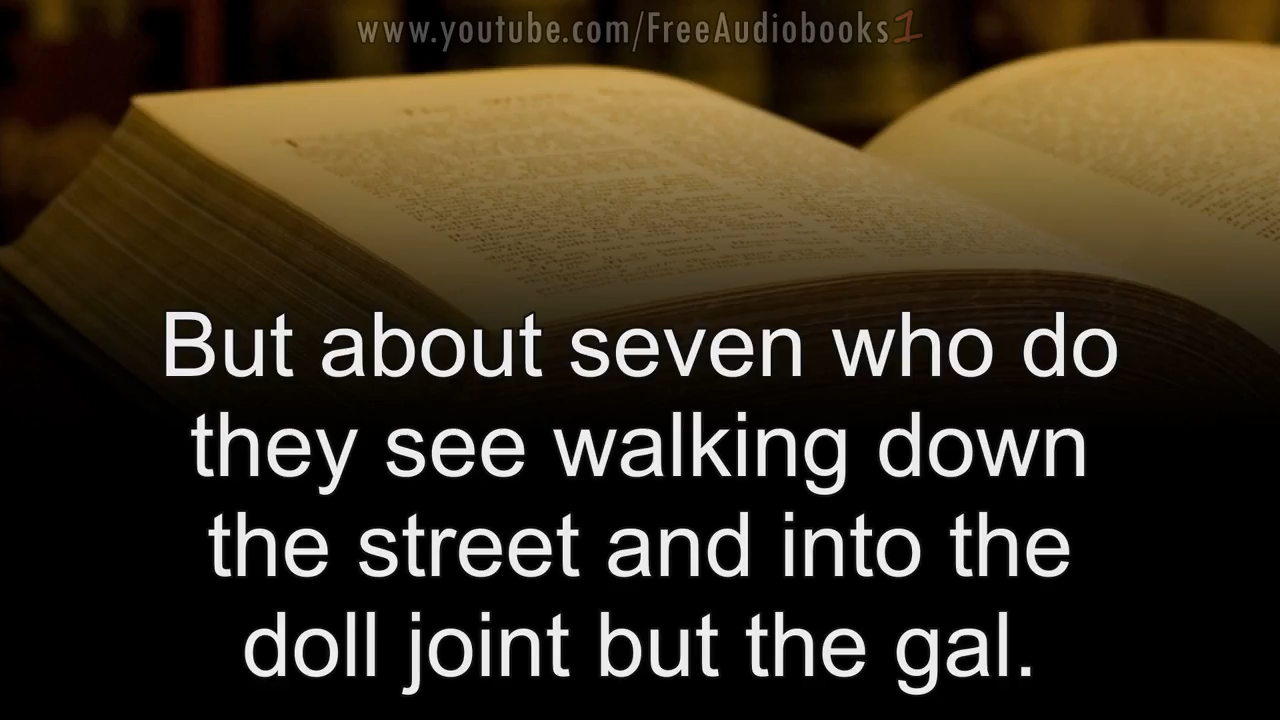 www.youtube.com/FreeAudiobooks1
But about seven who do
they see walking down
the street and into the
doll joint but the gal.